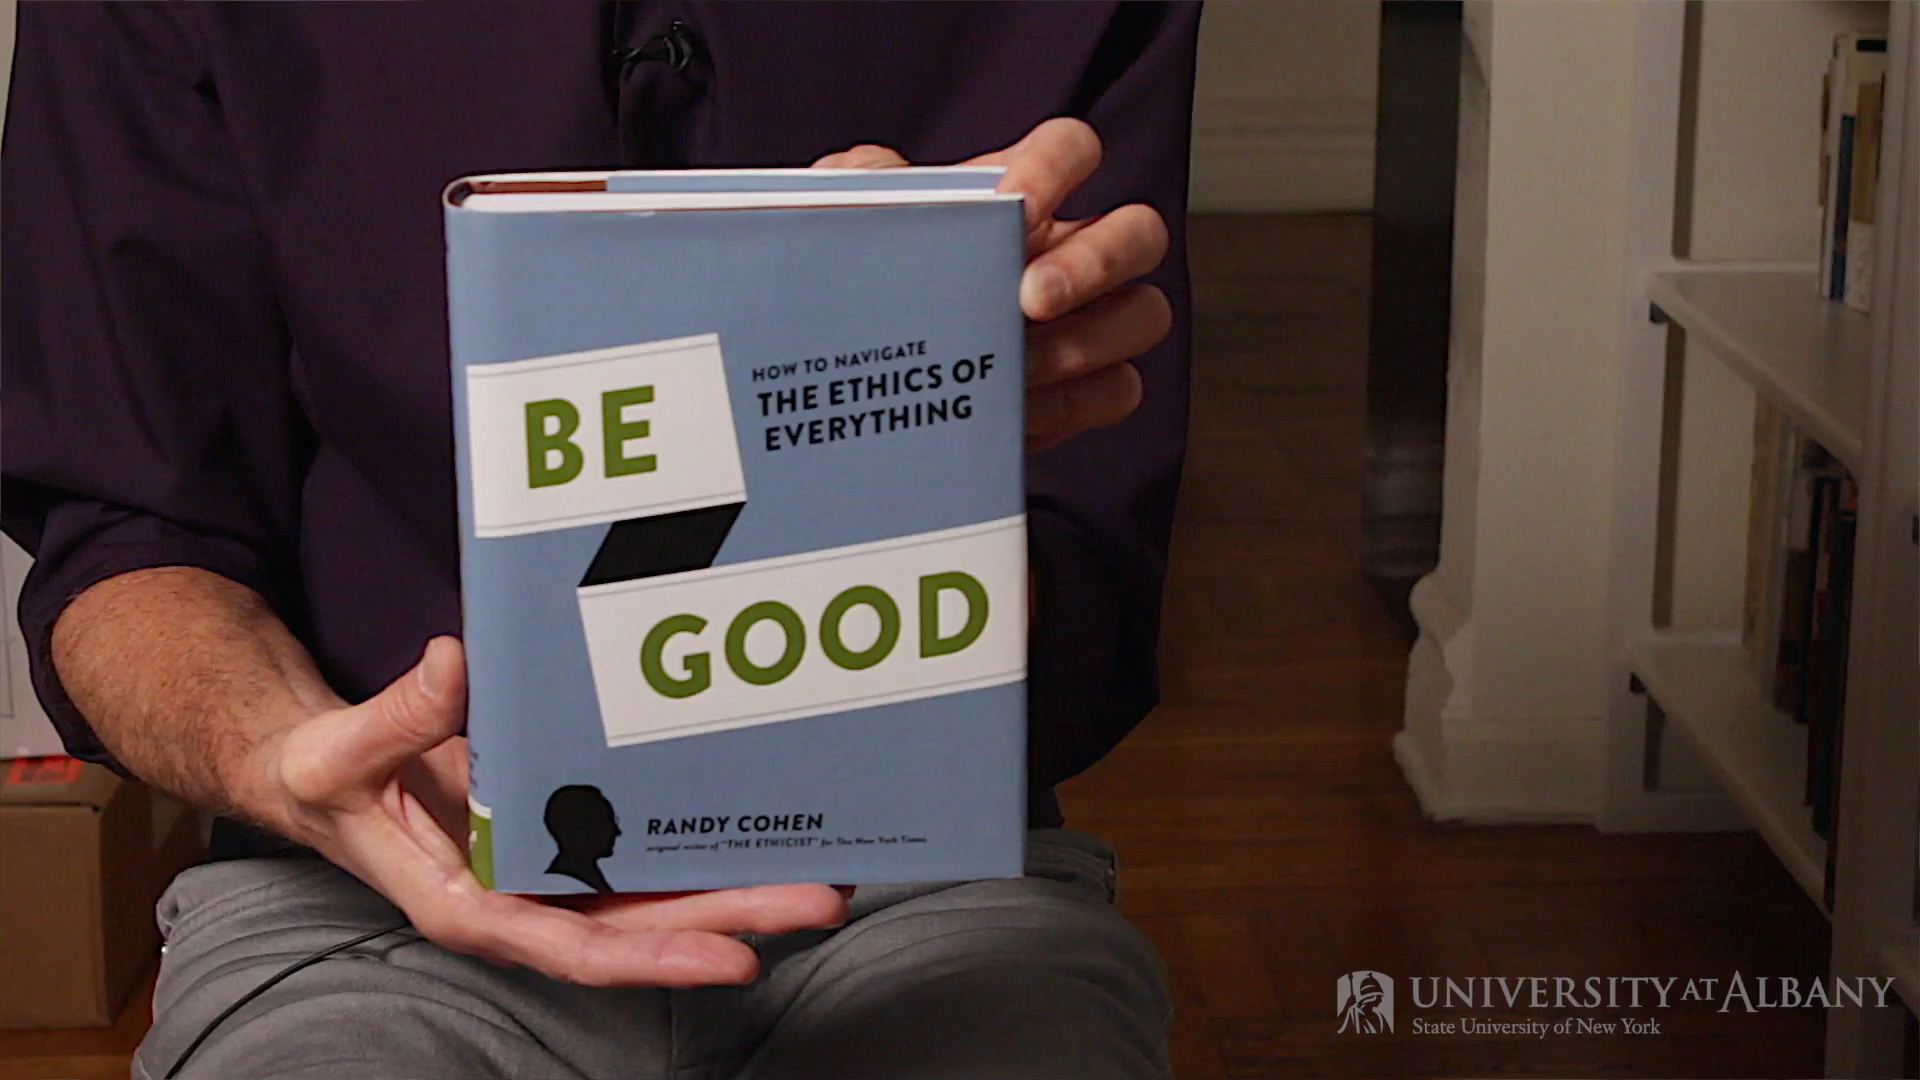 BE
HOW TO NAVIGATE
THE ETHICS OF
EVERYTHING
GOOD
RANDY COHEN
original writer of "THE ETHICIST" for The New York Times
UNIVERSITY AT ALBANY
State University of New York